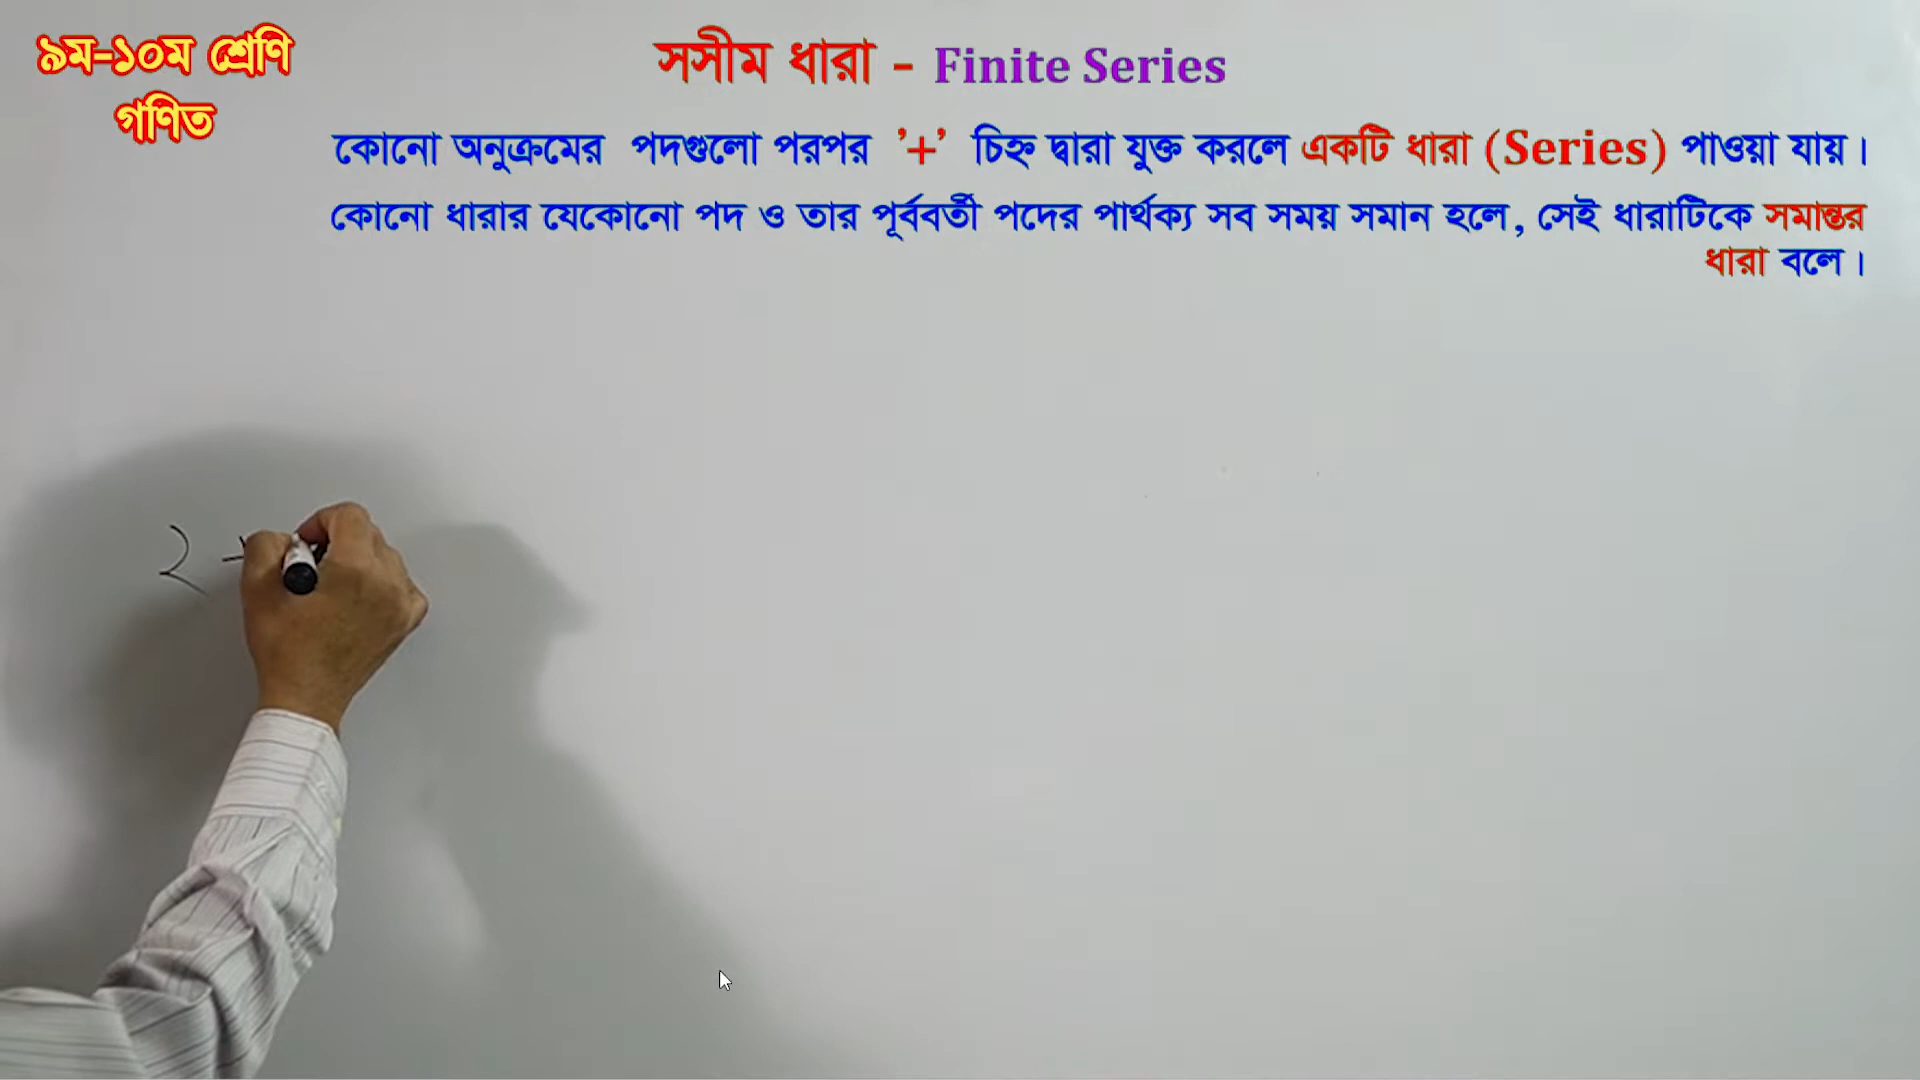 ৯ম-১০ম শ্রেণি
গণিত
সসীম ধারা - Finite Series
কোনো অনুক্রমের পদগুলো পরপর '+' চিহ্ন দ্বারা যুক্ত করলে একটি ধারা (Series) পাওয়া যায়।
কোনো ধারার যেকোনো পদ ও তার পূর্ববর্তী পদের পার্থক্য সব সময় সমান হলে, সেই ধারাটিকে সমান্তর
ধারা বলে।
২ +